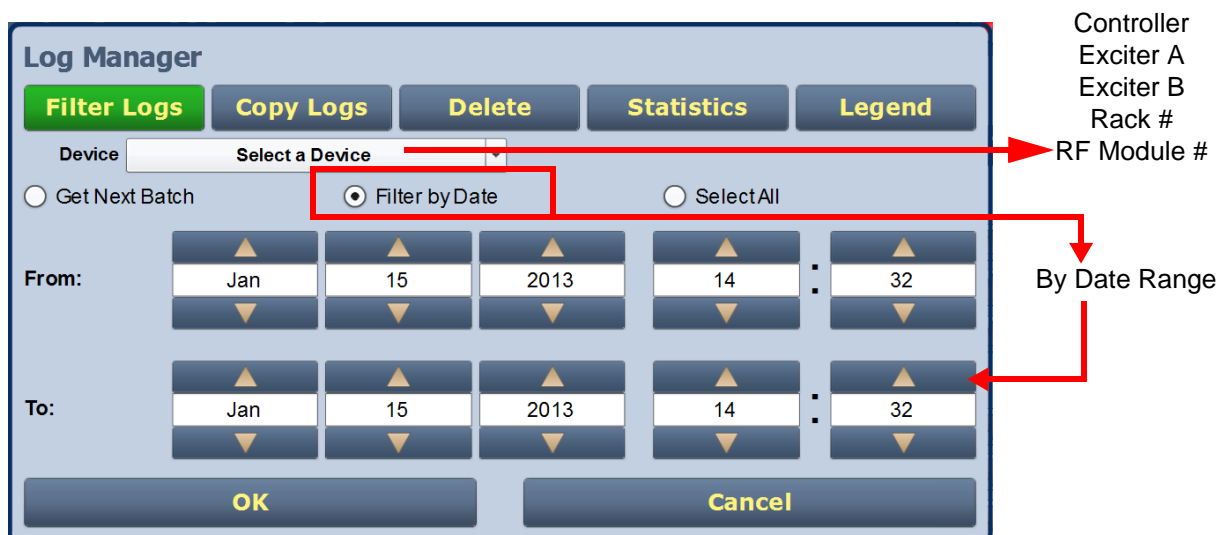 Log Manager
Filter Logs Copy Logs Delete Statistics Legend
Device Select a Device
Get Next Batch Filter by Date Select All
From: Jan 15 2013 14 : 32
To: Jan 15 2013 14 : 32
OK Cancel
Controller
Exciter A
Exciter B
Rack #
RF Module #
By Date Range